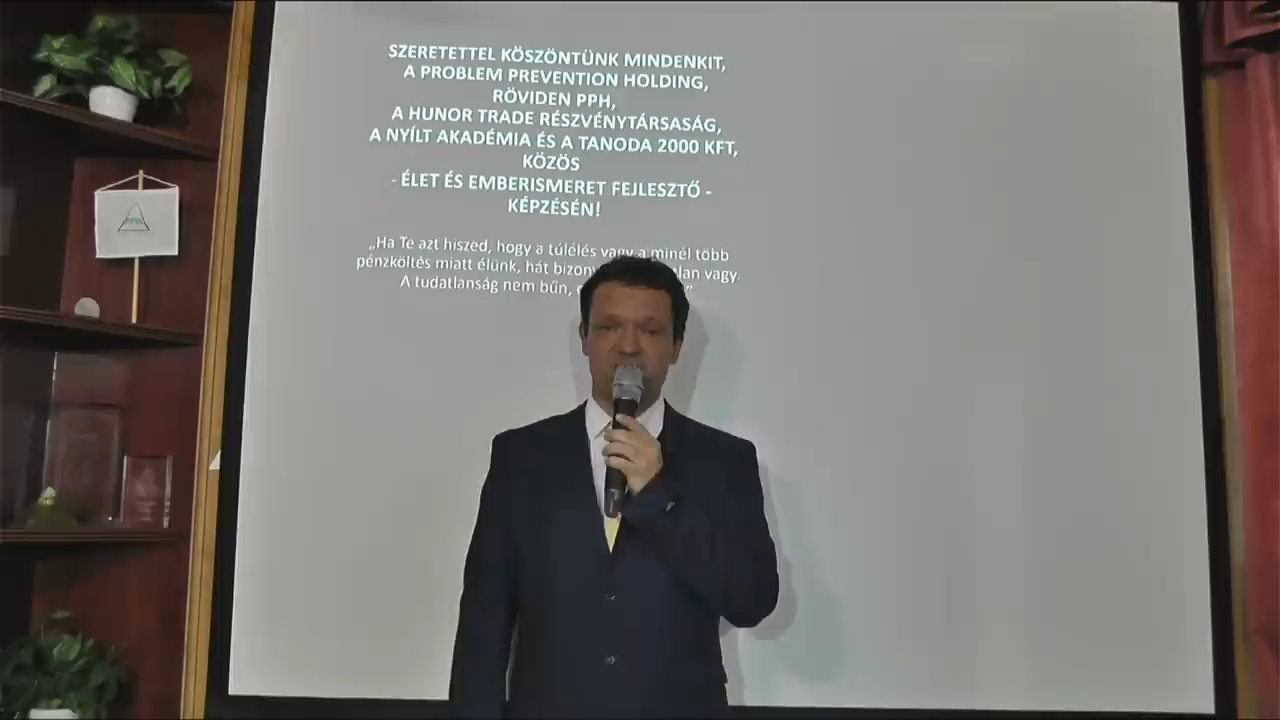 SZERETETTEL KÖSZÖNTÜNK MINDENKIT,
A PROBLEM PREVENTION HOLDING,
RÖVIDEN PPH,
A HUNOR TRADE RÉSZVÉNYTÁRSASÁG,
A NYÍLT AKADÉMIA ÉS A TANODA 2000 KFT,
KÖZÖS
- ÉLET ÉS EMBERISMERET FEJLESZTŐ -
KÉPZÉSÉN!
„Ha Te azt hiszed, hogy a túlélés vagy a minél több
pénzköltés miatt élünk, hát vagy.
A tudatlanság nem bűn,